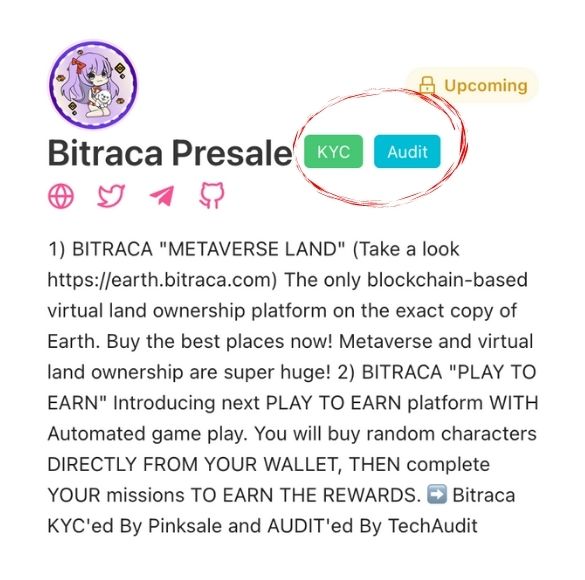 Upcoming
Bitraca Presale KYC Audit
1) BITRACA "METAVERSE LAND" (Take a look
https://earth.bitraca.com) The only blockchain-based
virtual land ownership platform on the exact copy of
Earth. Buy the best places now! Metaverse and virtual
land ownership are super huge! 2) BITRACA "PLAY TO
EARN" Introducing next PLAY TO EARN platform WITH
Automated game play. You will buy random characters
DIRECTLY FROM YOUR WALLET, THEN complete
YOUR missions TO EARN THE REWARDS. ➡️ Bitraca
KYC'ed By Pinksale and AUDIT'ed By TechAudit